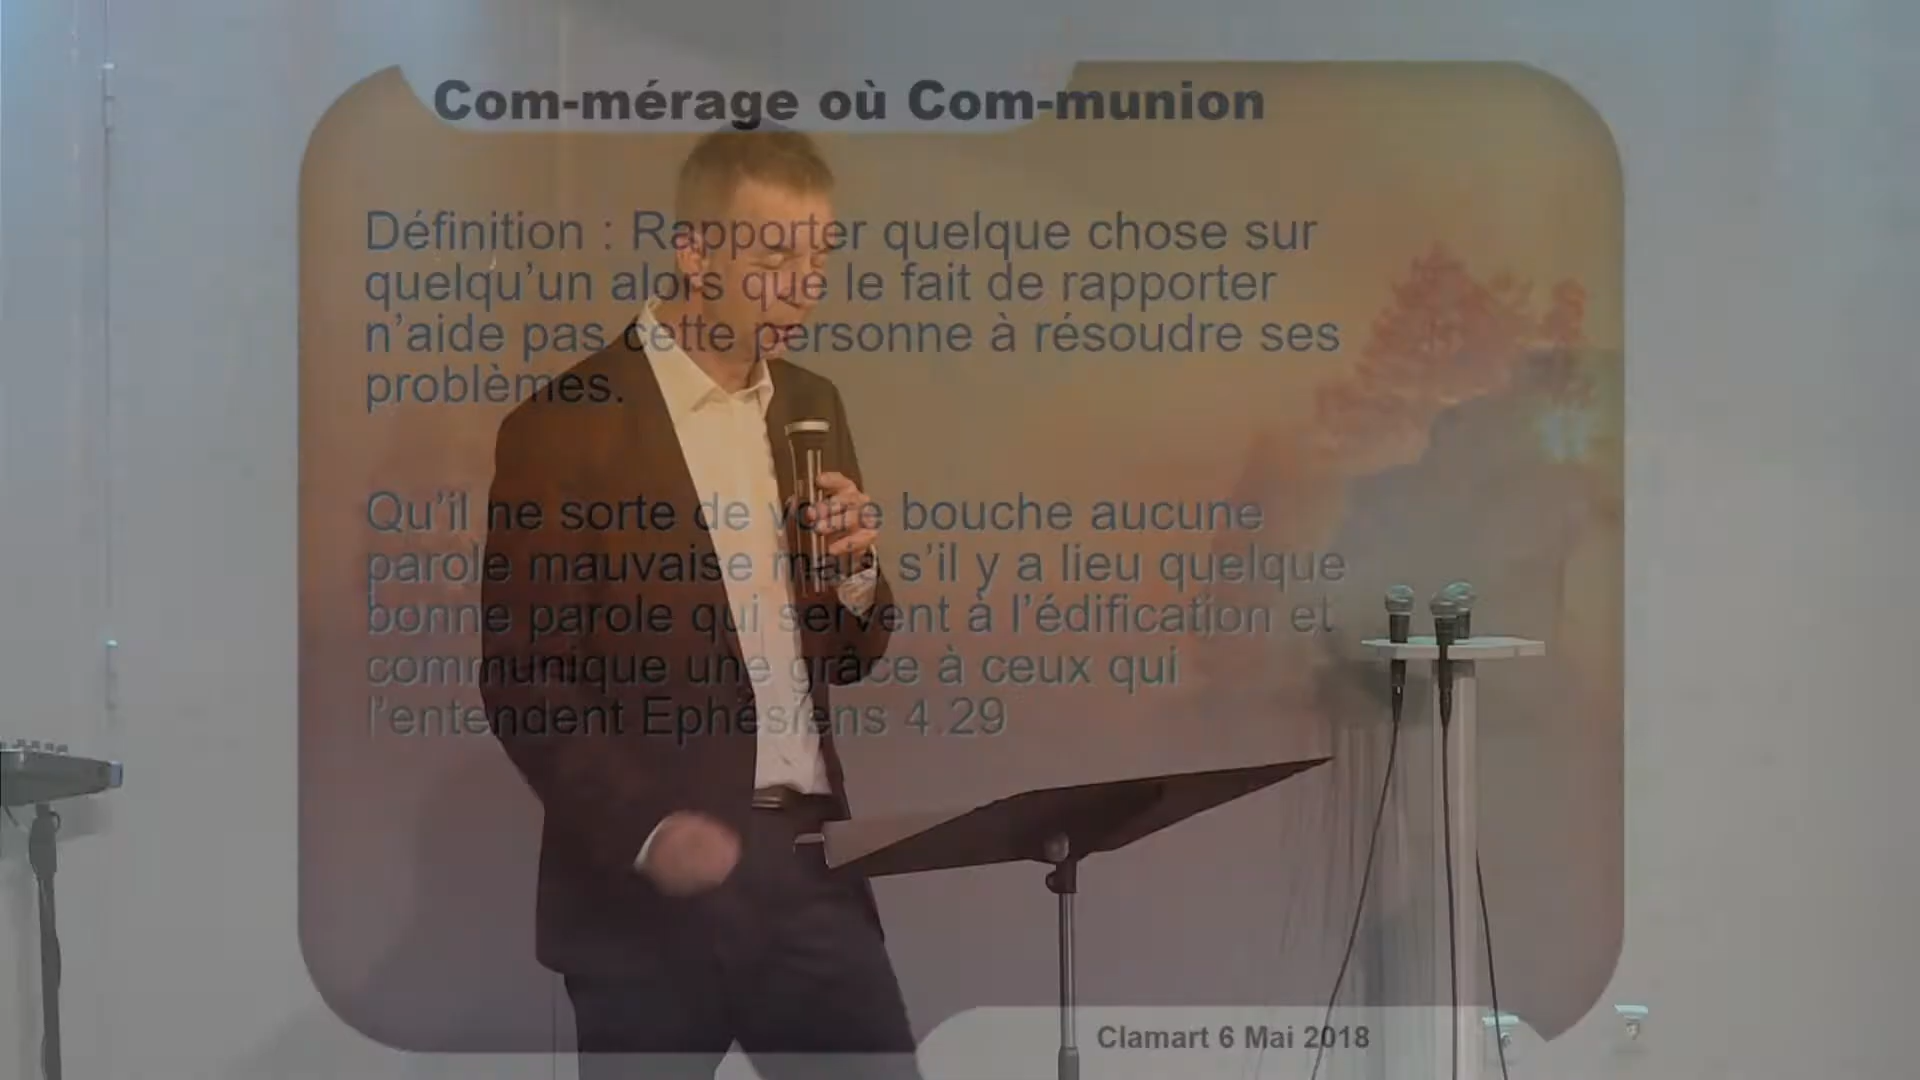 Com-mérage où Com-munion
Définition : Rapporter quelque chose sur
quelqu'un alors que le fait de rapporter
n'aide pas cette personne à résoudre ses
problèmes.
Qu'il ne sorte de votre bouche aucune
parole mauvaise mais s'il y a lieu quelque
bonne parole qui servent à l'édification et
communique une grâce à ceux qui
l'entendent Ephésiens 4.29
Clamart 6 Mai 2018